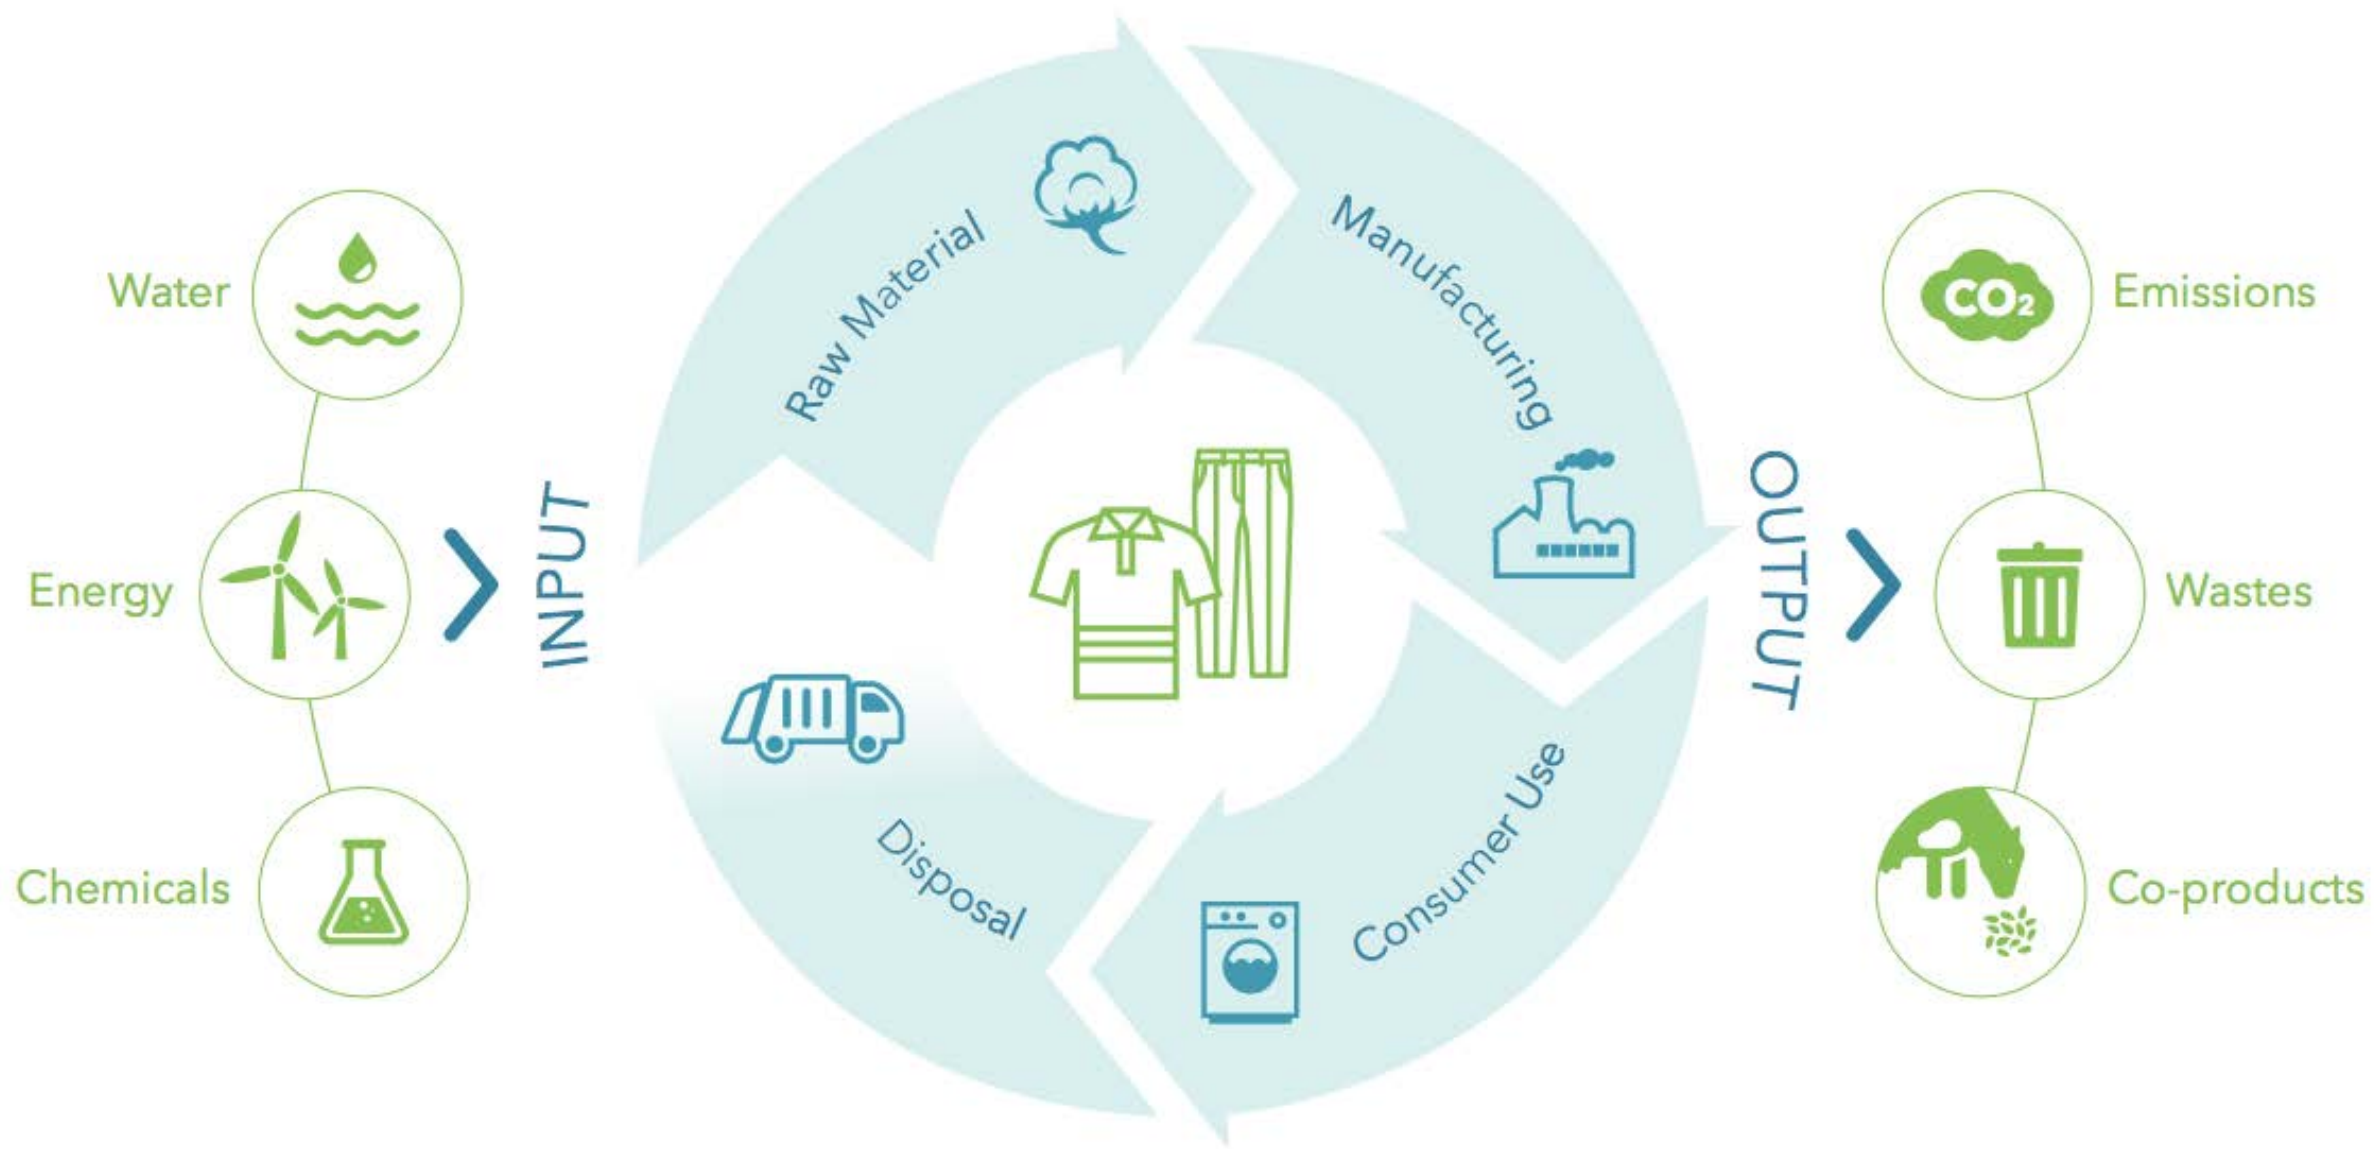 Water
Energy
Chemicals
INPUT
Raw Material
Manufacturing
Consumer Use
Disposal
OUTPUT
CO₂
Emissions
Wastes
Co-products